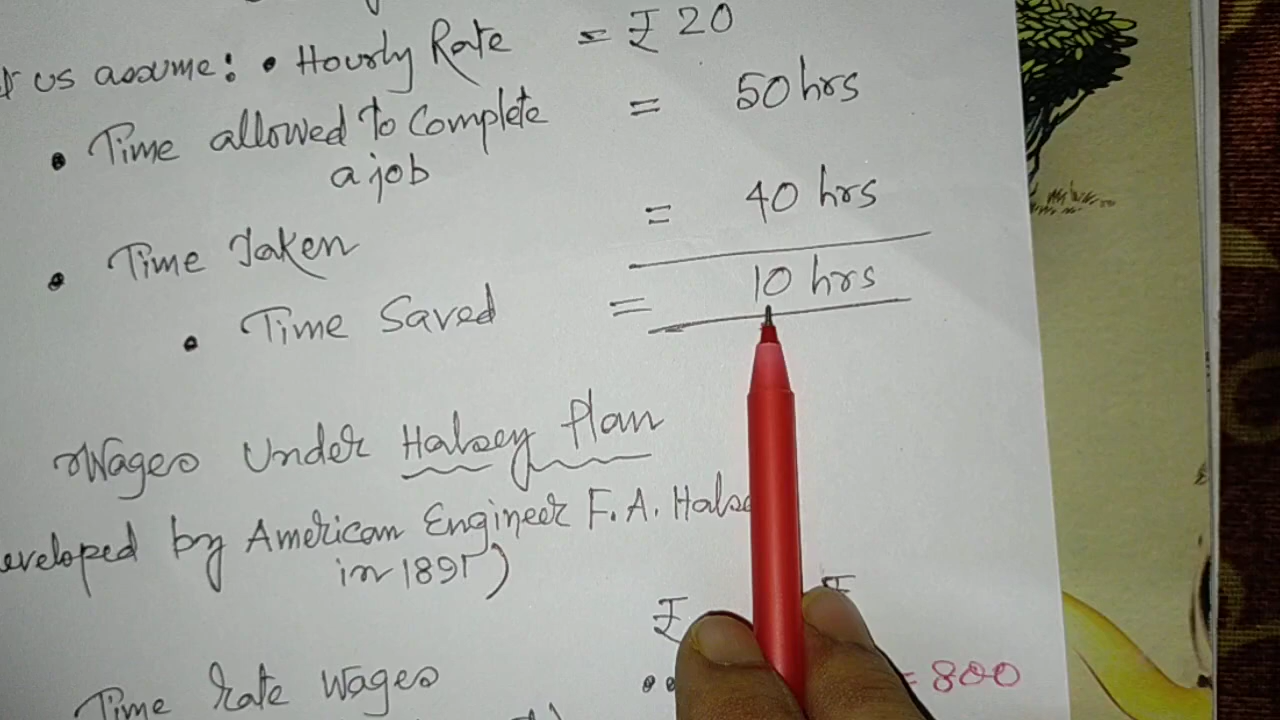 us assume: • Hourly Rate = ₹ 20
• Time allowed to Complete = 50 hrs
a job
• Time Taken = 40 hrs
• Time Saved = 10 hrs
Wages Under Halsey Plan
eveloped by American Engineer F. A. Halse
in 1891)
₹ ₹
Time Rate Wages = 800